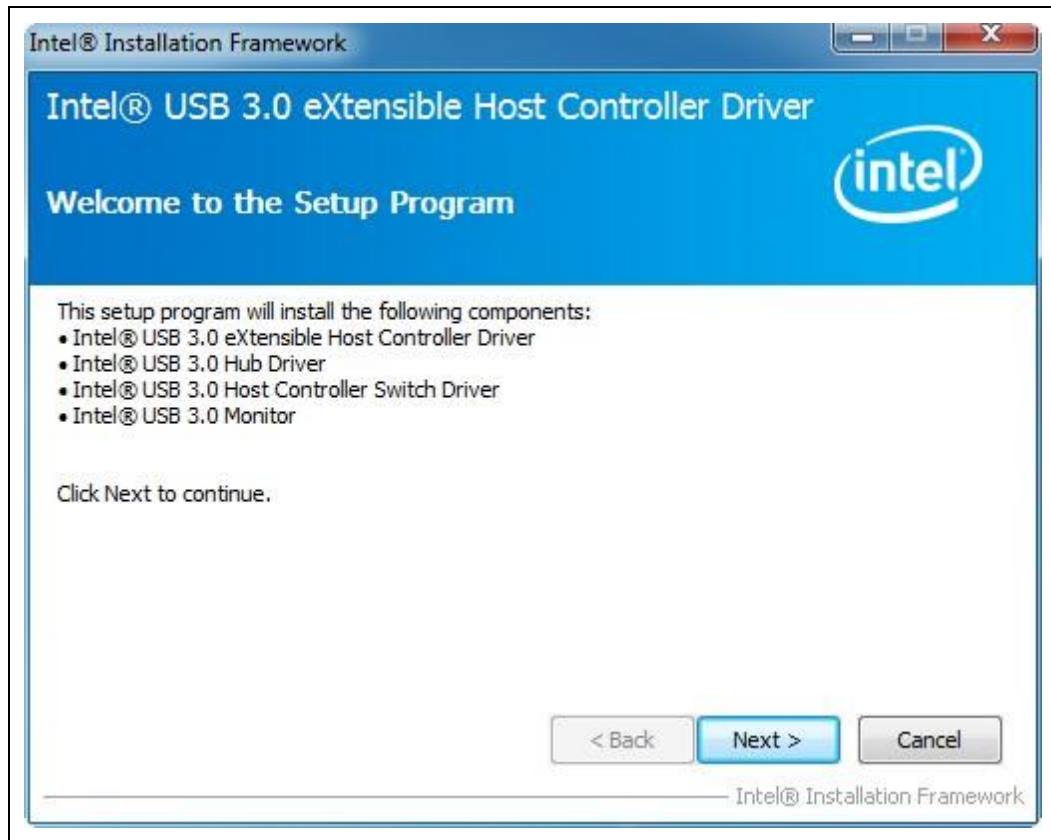 Intel® Installation Framework
Intel® USB 3.0 eXtensible Host Controller Driver
intel
Welcome to the Setup Program
This setup program will install the following components:
• Intel® USB 3.0 eXtensible Host Controller Driver
• Intel® USB 3.0 Hub Driver
• Intel® USB 3.0 Host Controller Switch Driver
• Intel® USB 3.0 Monitor
Click Next to continue.
< Back Next > Cancel
Intel® Installation Framework